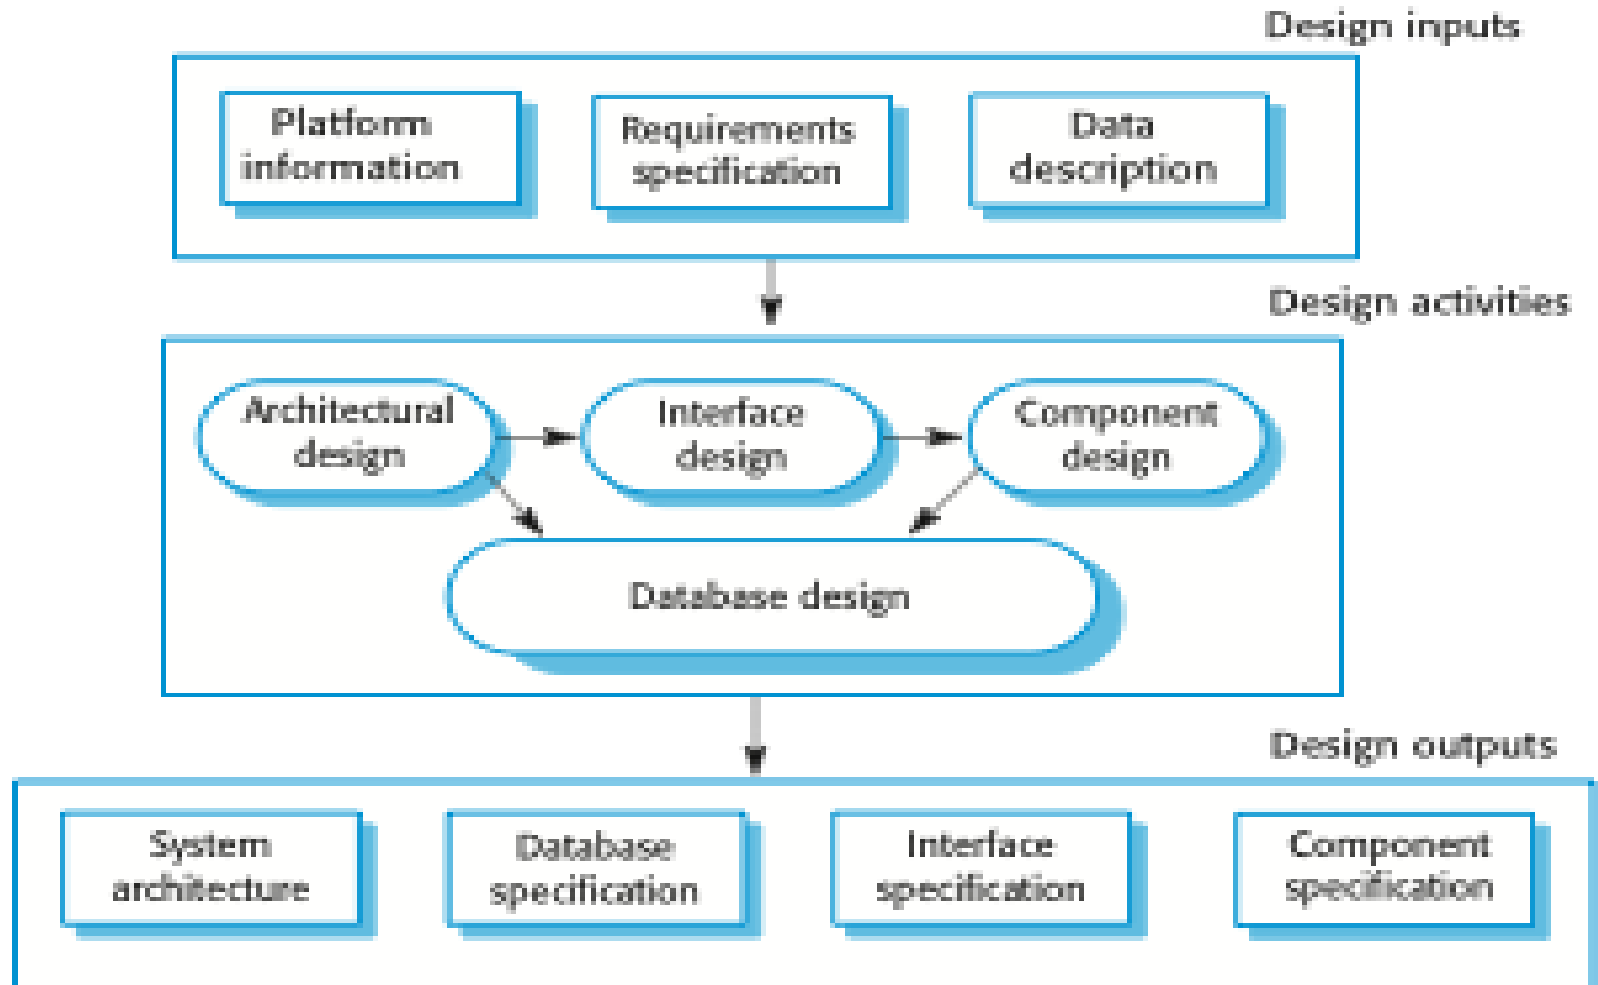 Design inputs
Platform
information
Requirements
specification
Data
description
Design activities
Architectural
design
Interface
design
Component
design
Database design
Design outputs
System
architecture
Database
specification
Interface
specification
Component
specification